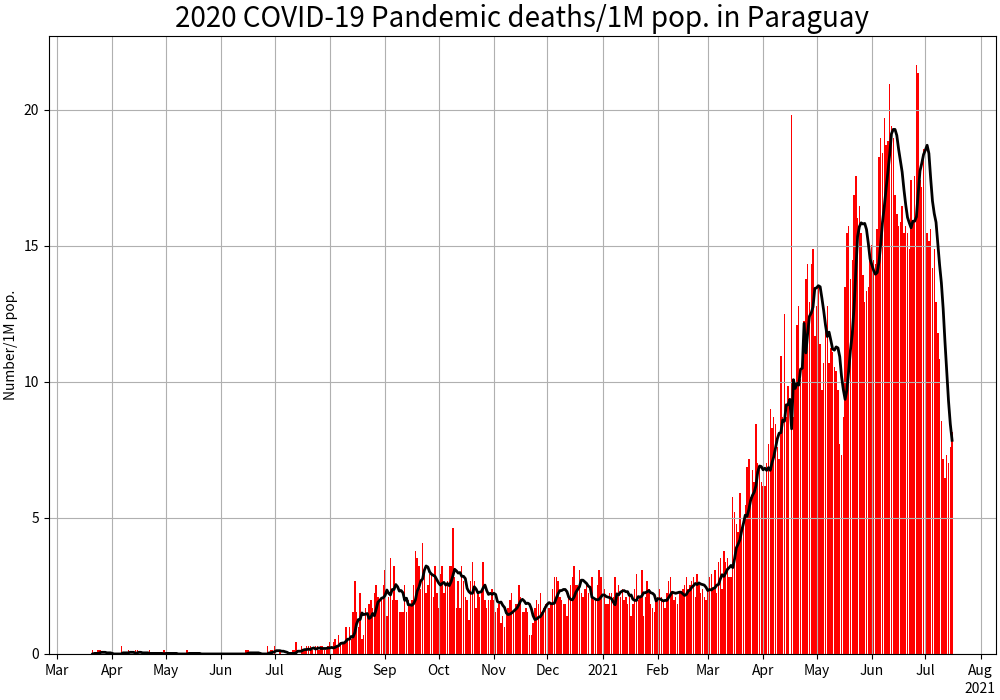 2020 COVID-19 Pandemic deaths/1M pop. in Paraguay
Number/1M pop.
20
15
10
5
0
Mar Apr May Jun Jul Aug Sep Oct Nov Dec 2021 Feb Mar Apr May Jun Jul Aug
2021